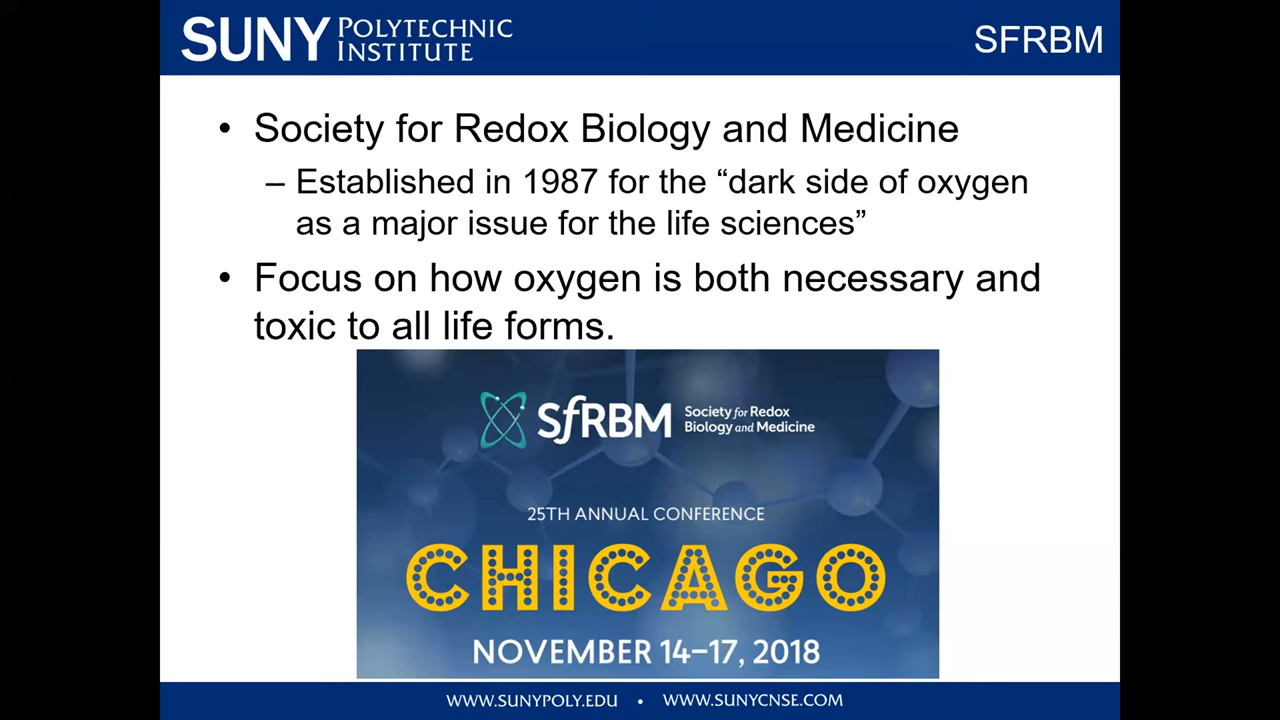 SUNY POLYTECHNIC
INSTITUTE
SFRBM
• Society for Redox Biology and Medicine
– Established in 1987 for the “dark side of oxygen
as a major issue for the life sciences”
• Focus on how oxygen is both necessary and
toxic to all life forms.
SfRBM Society for Redox
Biology and Medicine
25TH ANNUAL CONFERENCE
CHICAGO
NOVEMBER 14–17, 2018
WWW.SUNYPOLY.EDU • WWW.SUNYCNSE.COM